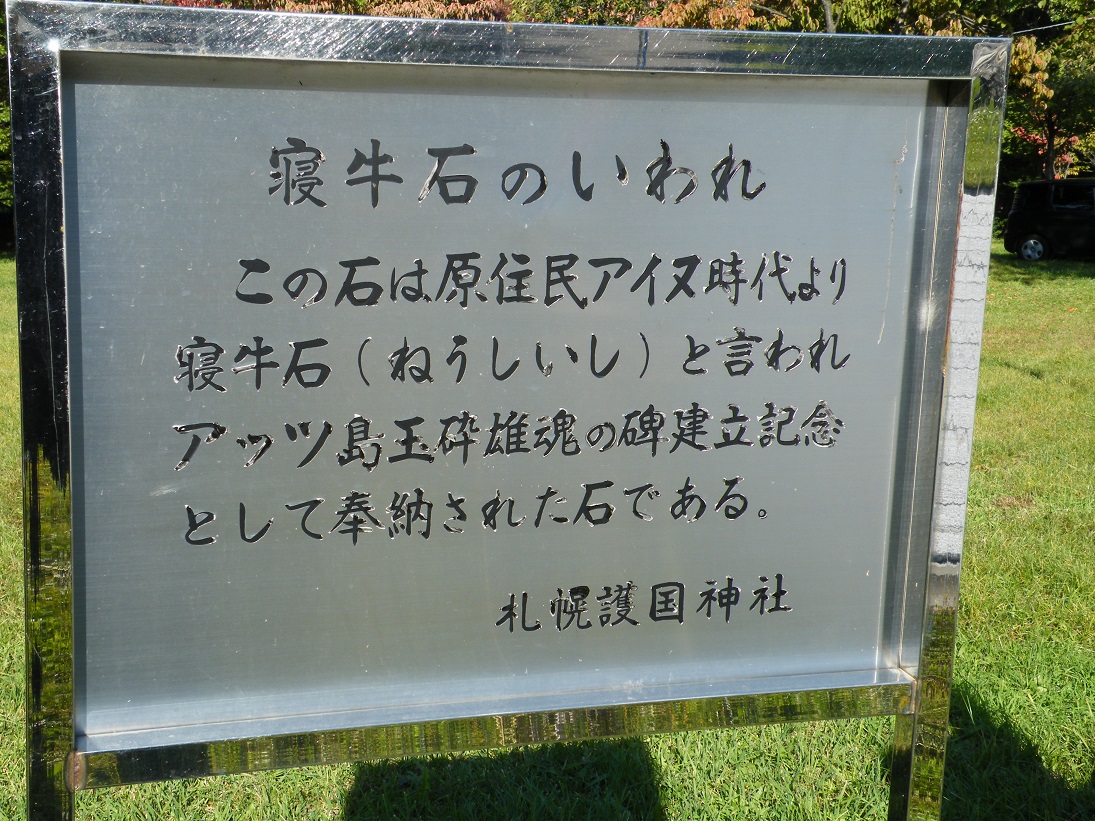 寝牛石のいわれ
この石は原住民アイヌ時代より
寝牛石(ねうしいし)と言われ
アッツ島玉砕雄魂の碑建立記念
として奉納された石である。
札幌護国神社